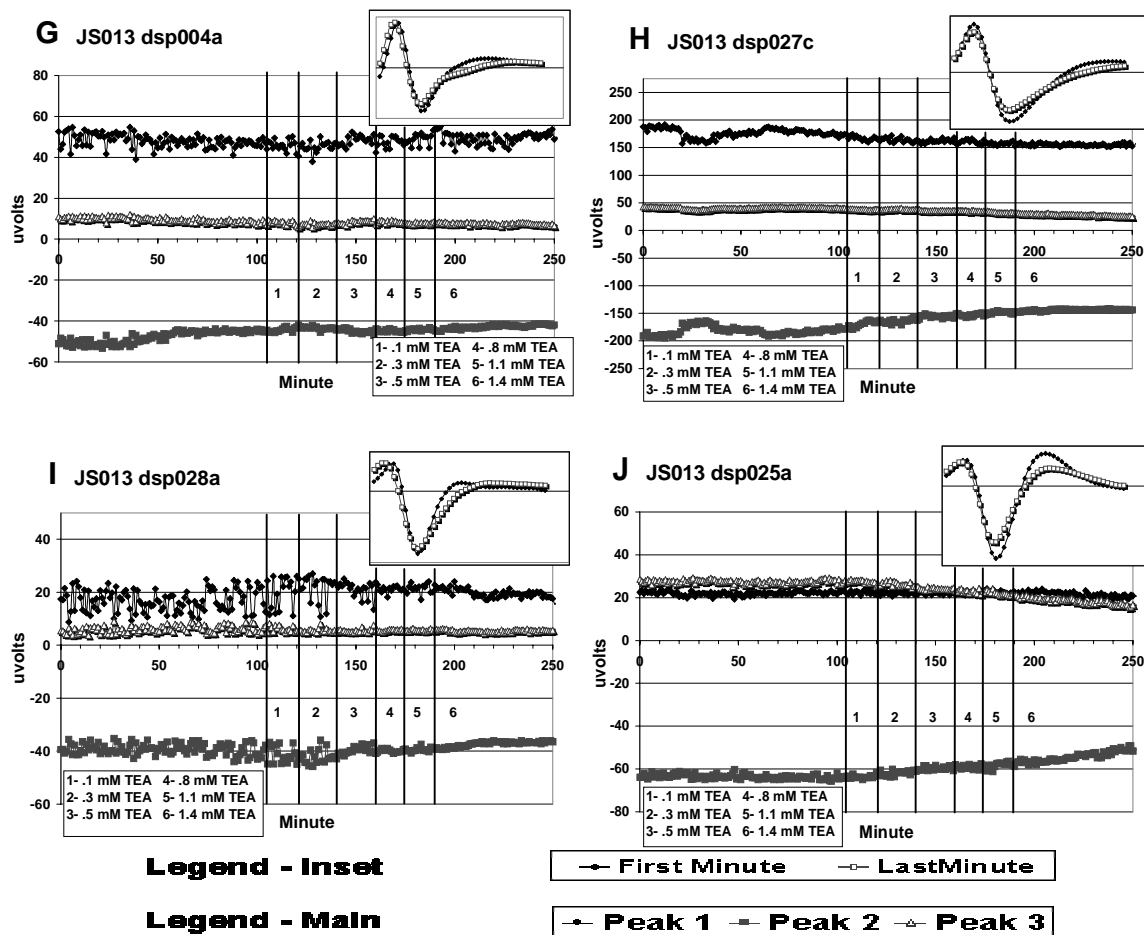 G JS013 dsp004a
80
60
40
20
0
-20
-40
-60
uvolts
0 50 100 150 200 250
1 2 3 4 5 6
1- .1 mM TEA 4- .8 mM TEA
2- .3 mM TEA 5- 1.1 mM TEA
3- .5 mM TEA 6- 1.4 mM TEA
Minute
H JS013 dsp027c
250
200
150
100
50
0
-50
-100
-150
-200
-250
uvolts
0 50 100 150 200 250
1 2 3 4 5 6
1- .1 mM TEA 4- .8 mM TEA
2- .3 mM TEA 5- 1.1 mM TEA
3- .5 mM TEA 6- 1.4 mM TEA
Minute
I JS013 dsp028a
40
20
0
-20
-40
-60
uvolts
0 50 100 150 200 250
1 2 3 4 5 6
1- .1 mM TEA 4- .8 mM TEA
2- .3 mM TEA 5- 1.1 mM TEA
3- .5 mM TEA 6- 1.4 mM TEA
Minute
J JS013 dsp025a
60
40
20
0
-20
-40
-60
-80
uvolts
0 50 100 150 200 250
1 2 3 4 5 6
1- .1 mM TEA 4- .8 mM TEA
2- .3 mM TEA 5- 1.1 mM TEA
3- .5 mM TEA 6- 1.4 mM TEA
Minute
Legend - Inset
First Minute LastMinute
Legend - Main
Peak 1 Peak 2 Peak 3